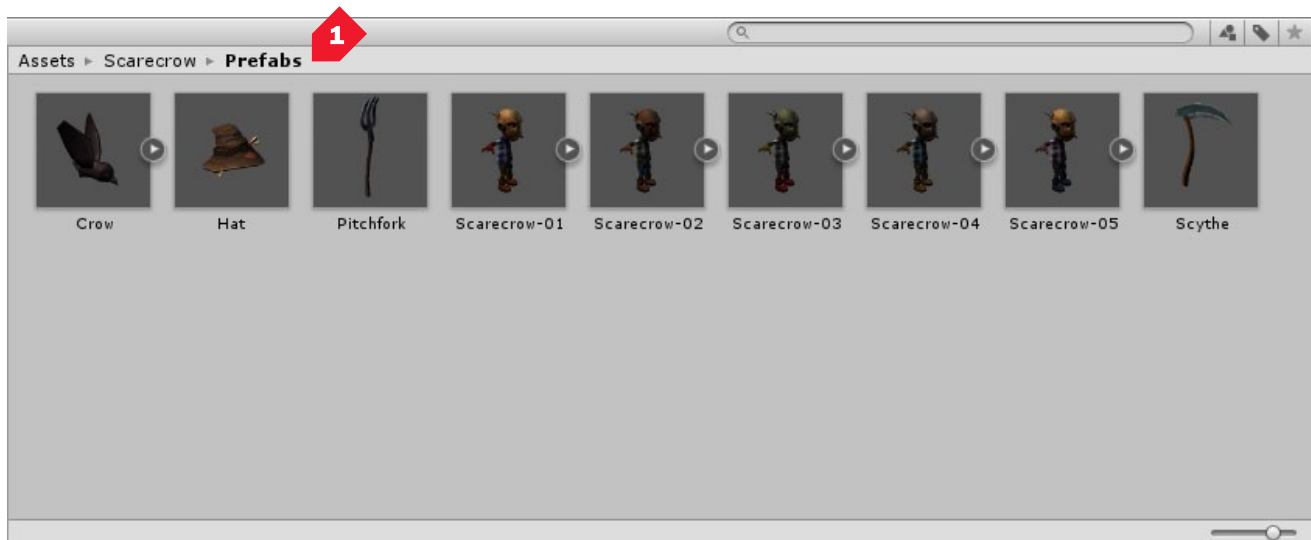 1
Assets ▸ Scarecrow ▸ Prefabs
Crow Hat Pitchfork Scarecrow-01 Scarecrow-02 Scarecrow-03 Scarecrow-04 Scarecrow-05 Scythe